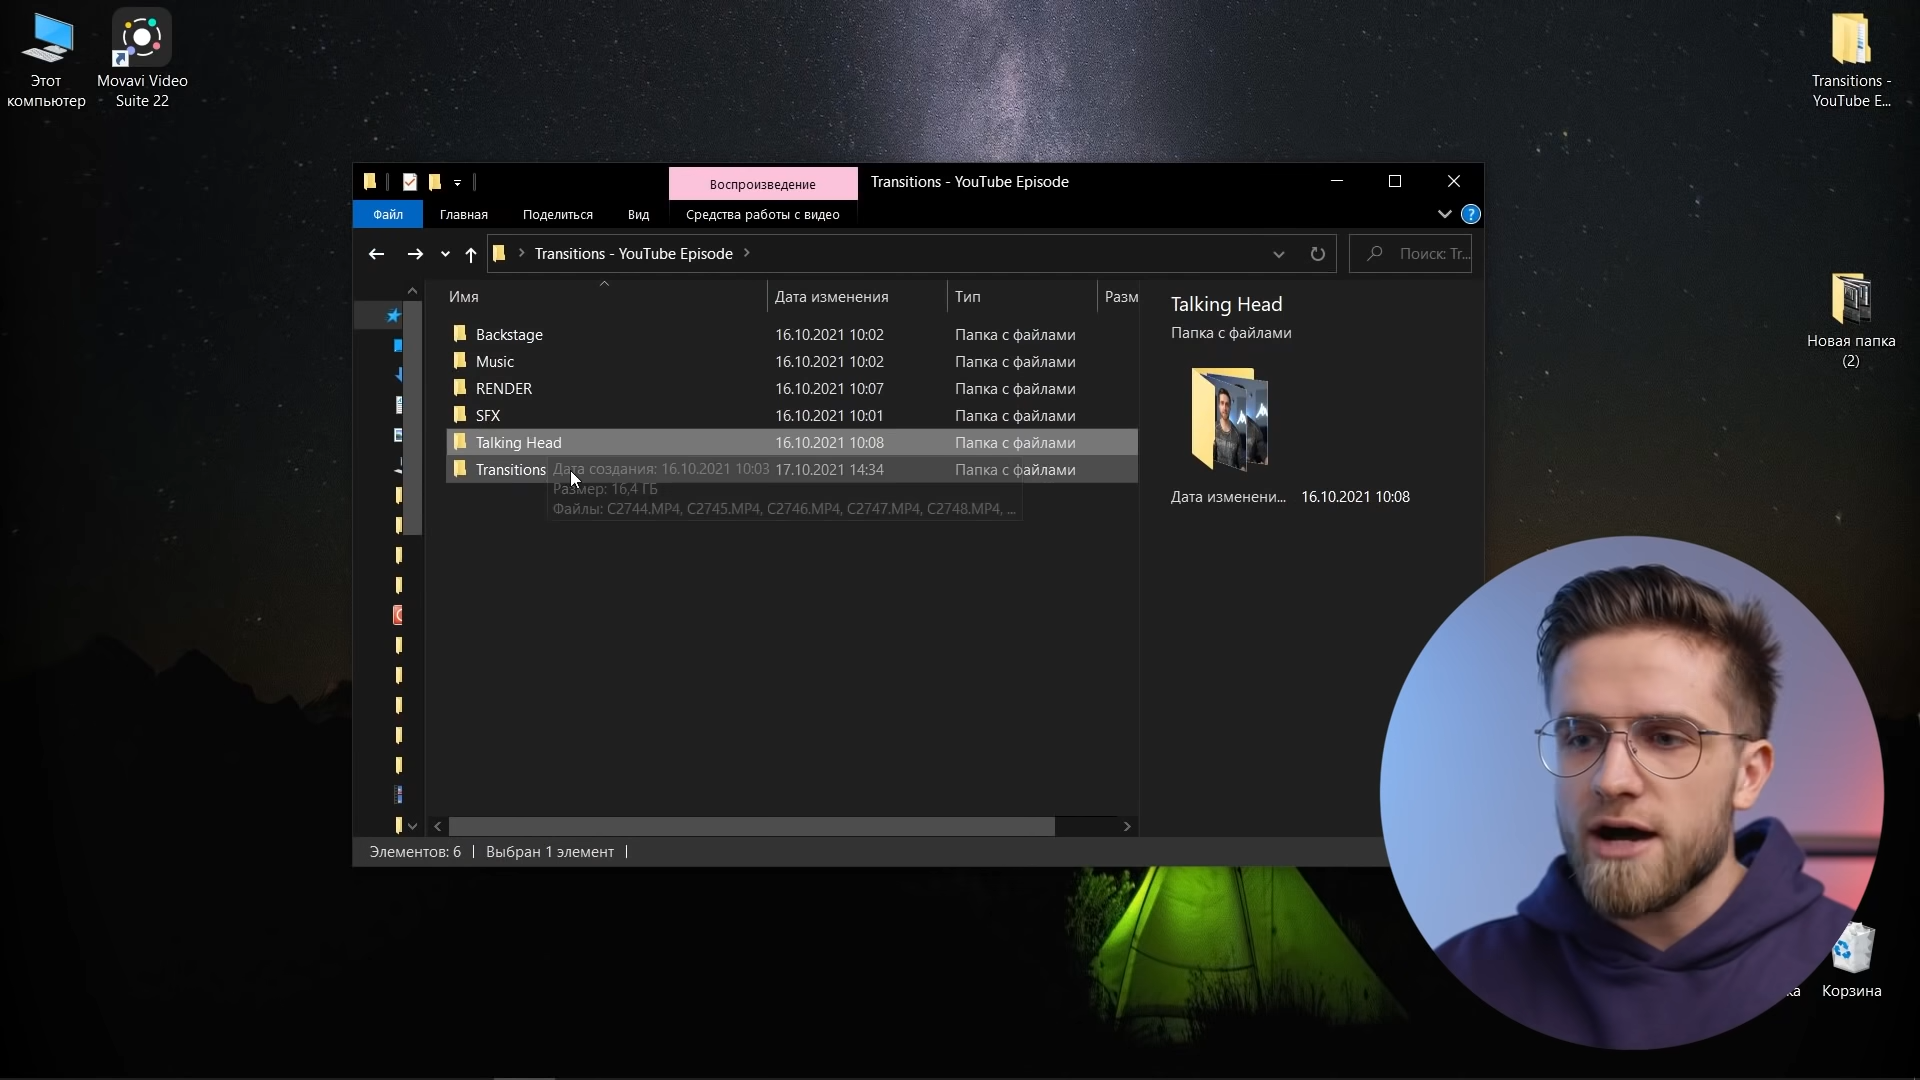 Этот
компьютер
Movavi Video
Suite 22
Transitions -
YouTube E...
Воспроизведение
Transitions - YouTube Episode
Файл
Главная
Поделиться
Вид
Средства работы с видео
?
Transitions - YouTube Episode
Поиск: Tr...
Имя
Дата изменения
Тип
Разм
Backstage 16.10.2021 10:02 Папка с файлами
Music 16.10.2021 10:02 Папка с файлами
RENDER 16.10.2021 10:07 Папка с файлами
SFX 16.10.2021 10:01 Папка с файлами
Talking Head 16.10.2021 10:08 Папка с файлами
Transitions 17.10.2021 14:34 Папка с файлами
Дата создания: 16.10.2021 10:03
Размер: 16,4 ГБ
Файлы: C2744.MP4, C2745.MP4, C2746.MP4, C2747.MP4, C2748.MP4, ...
Talking Head
Папка с файлами
Дата изменени... 16.10.2021 10:08
Новая папка
(2)
Элементов: 6
Выбран 1 элемент
ка
Корзина